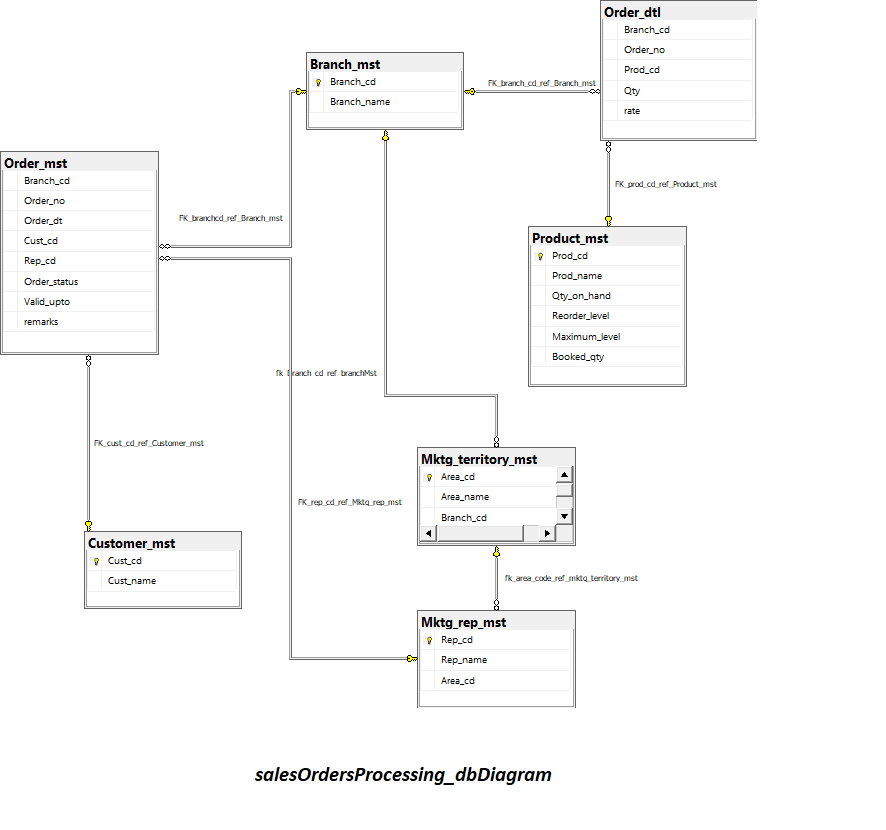 Order_dtl
Branch_cd
Order_no
Prod_cd
Qty
rate
Branch_mst
Branch_cd
Branch_name
FK_branch_cd_ref_Branch_mst
Order_mst
Branch_cd
Order_no
Order_dt
Cust_cd
Rep_cd
Order_status
Valid_upto
remarks
FK_branchcd_ref_Branch_mst
FK_prod_cd_ref_Product_mst
Product_mst
Prod_cd
Prod_name
Qty_on_hand
Reorder_level
Maximum_level
Booked_qty
fk_Branch_cd_ref_branchMst
FK_cust_cd_ref_Customer_mst
Mktg_territory_mst
Area_cd
Area_name
Branch_cd
FK_rep_cd_ref_Mktg_rep_mst
Customer_mst
Cust_cd
Cust_name
fk_area_code_ref_mktg_territory_mst
Mktg_rep_mst
Rep_cd
Rep_name
Area_cd
salesOrdersProcessing_dbDiagram